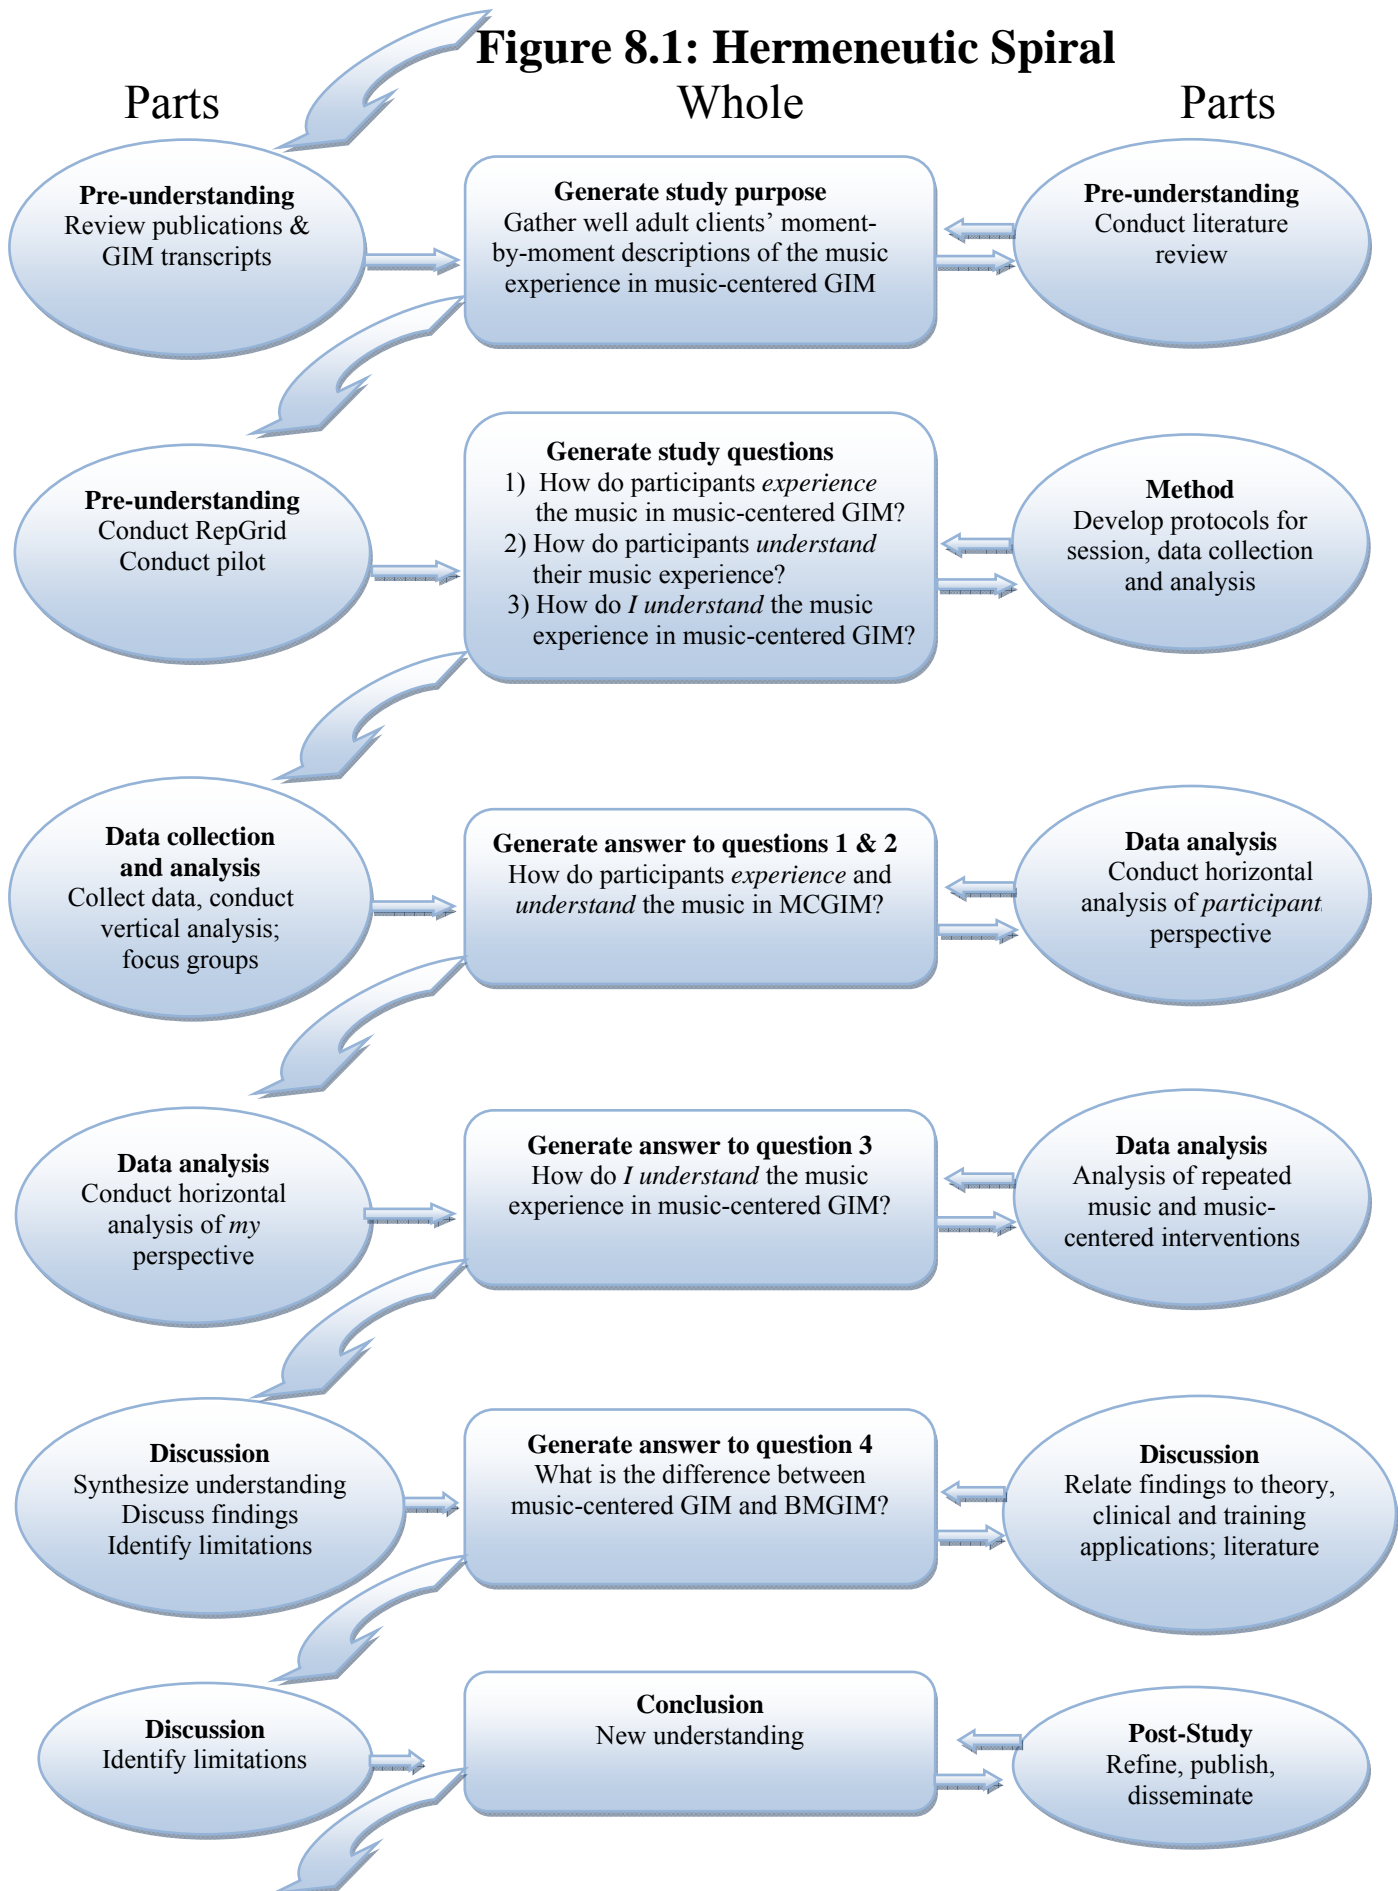 Figure 8.1: Hermeneutic Spiral
Parts
Whole
Parts
Pre-understanding
Review publications &
GIM transcripts
Generate study purpose
Gather well adult clients' moment-
by-moment descriptions of the music
experience in music-centered GIM
Pre-understanding
Conduct literature
review
Pre-understanding
Conduct RepGrid
Conduct pilot
Generate study questions
1) How do participants experience
the music in music-centered GIM?
2) How do participants understand
their music experience?
3) How do I understand the music
experience in music-centered GIM?
Method
Develop protocols for
session, data collection
and analysis
Data collection
and analysis
Collect data, conduct
vertical analysis;
focus groups
Generate answer to questions 1 & 2
How do participants experience and
understand the music in MCGIM?
Data analysis
Conduct horizontal
analysis of participant
perspective
Data analysis
Conduct horizontal
analysis of my
perspective
Generate answer to question 3
How do I understand the music
experience in music-centered GIM?
Data analysis
Analysis of repeated
music and music-
centered interventions
Discussion
Synthesize understanding
Discuss findings
Identify limitations
Generate answer to question 4
What is the difference between
music-centered GIM and BMGIM?
Discussion
Relate findings to theory,
clinical and training
applications; literature
Discussion
Identify limitations
Conclusion
New understanding
Post-Study
Refine, publish,
disseminate